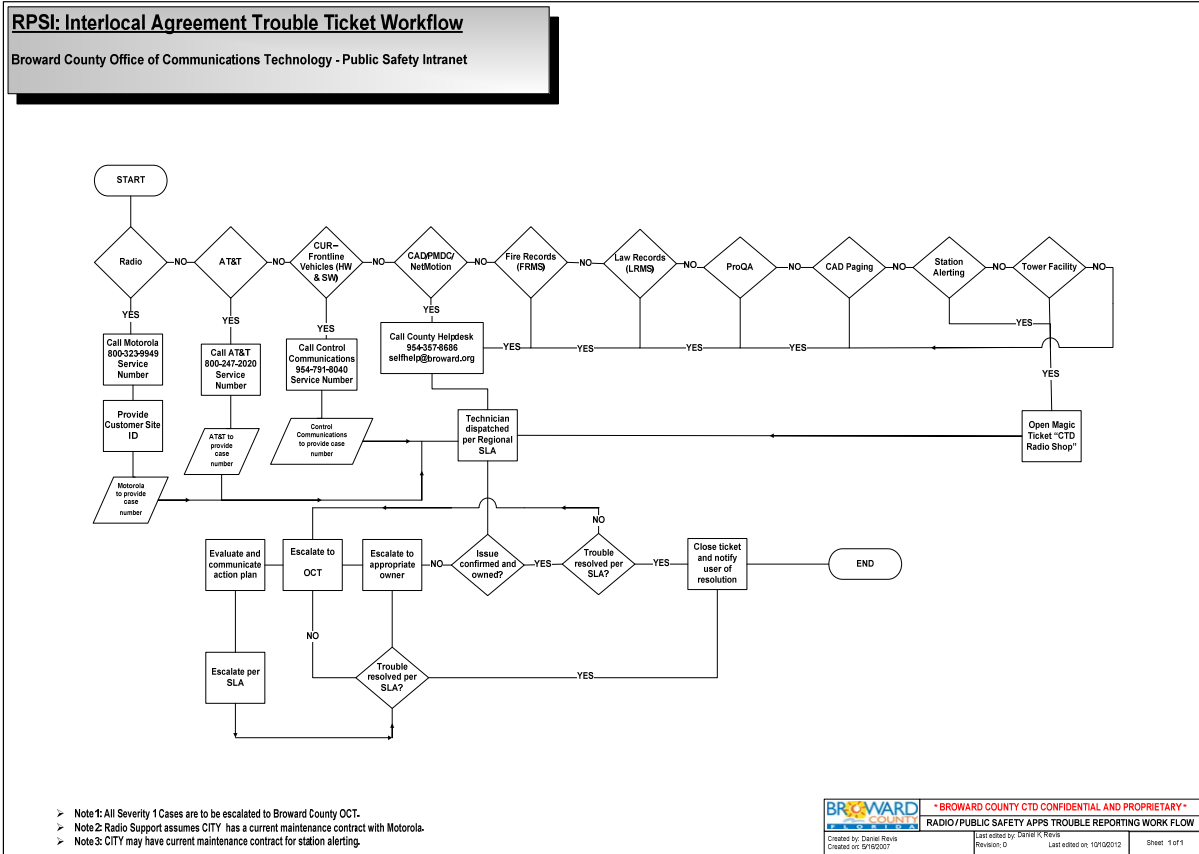 RPSI: Interlocal Agreement Trouble Ticket Workflow
Broward County Office of Communications Technology - Public Safety Intranet
START
Radio
NO
AT&T
NO
CUR–
Frontline
Vehicles (HW
& SW)
NO
CAD/PMDC/
NetMotion
NO
Fire Records
(FRMS)
NO
Law Records
(LRMS)
NO
ProQA
NO
CAD Paging
NO
Station
Alerting
NO
Tower Facility
NO
YES
YES
YES
YES
YES
YES
YES
YES
YES
YES
Call Motorola
800-323-9949
Service
Number
Call AT&T
800-247-2020
Service
Number
Call Control
Communications
954-791-8040
Service Number
Call County Helpdesk
954-357-8686
selfhelp@broward.org
Provide
Customer Site
ID
AT&T to
provide
case
number
Control
Communications
to provide case
number
Technician
dispatched
per Regional
SLA
Open Magic
Ticket "CTD
Radio Shop"
Motorola
to provide
case
number
NO
Evaluate and
communicate
action plan
Escalate to
OCT
Escalate to
appropriate
owner
NO
Issue
confirmed and
owned?
YES
Trouble
resolved per
SLA?
YES
Close ticket
and notify
user of
resolution
END
NO
Escalate per
SLA
Trouble
resolved per
SLA?
YES
Note 1: All Severity 1 Cases are to be escalated to Broward County OCT.
Note 2: Radio Support assumes CITY has a current maintenance contract with Motorola.
Note 3: CITY may have current maintenance contract for station alerting.
BROWARD
COUNTY
FLORIDA
* BROWARD COUNTY CTD CONFIDENTIAL AND PROPRIETARY *
RADIO/PUBLIC SAFETY APPS TROUBLE REPORTING WORK FLOW
Created by: Daniel Revis
Created on: 5/16/2007
Last edited by: Daniel K. Revis
Revision: 0
Last edited on: 10/10/2012
Sheet 1 of 1